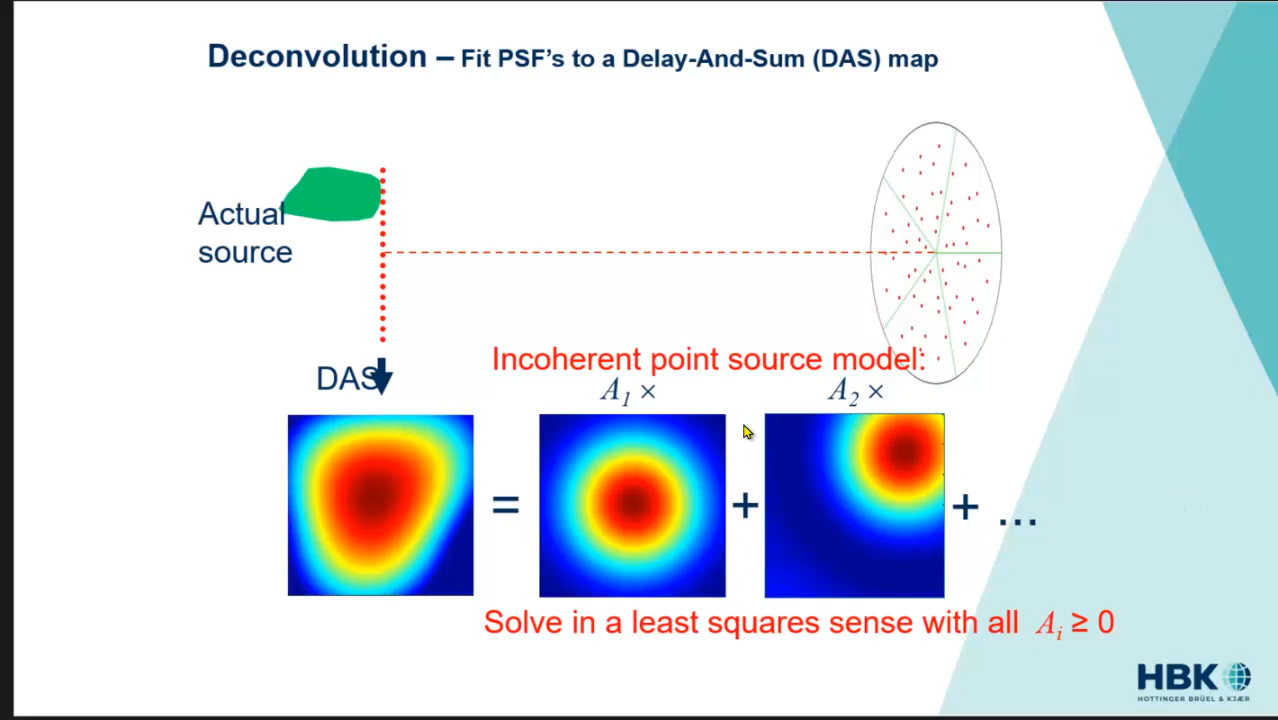 Deconvolution – Fit PSF's to a Delay-And-Sum (DAS) map
Actual
source
Incoherent point source model:
DAS
A1 ×
A2 ×
=
+
+ ...
Solve in a least squares sense with all Ai ≥ 0
HBK
HOTTINGER BRÜEL & KJÆR